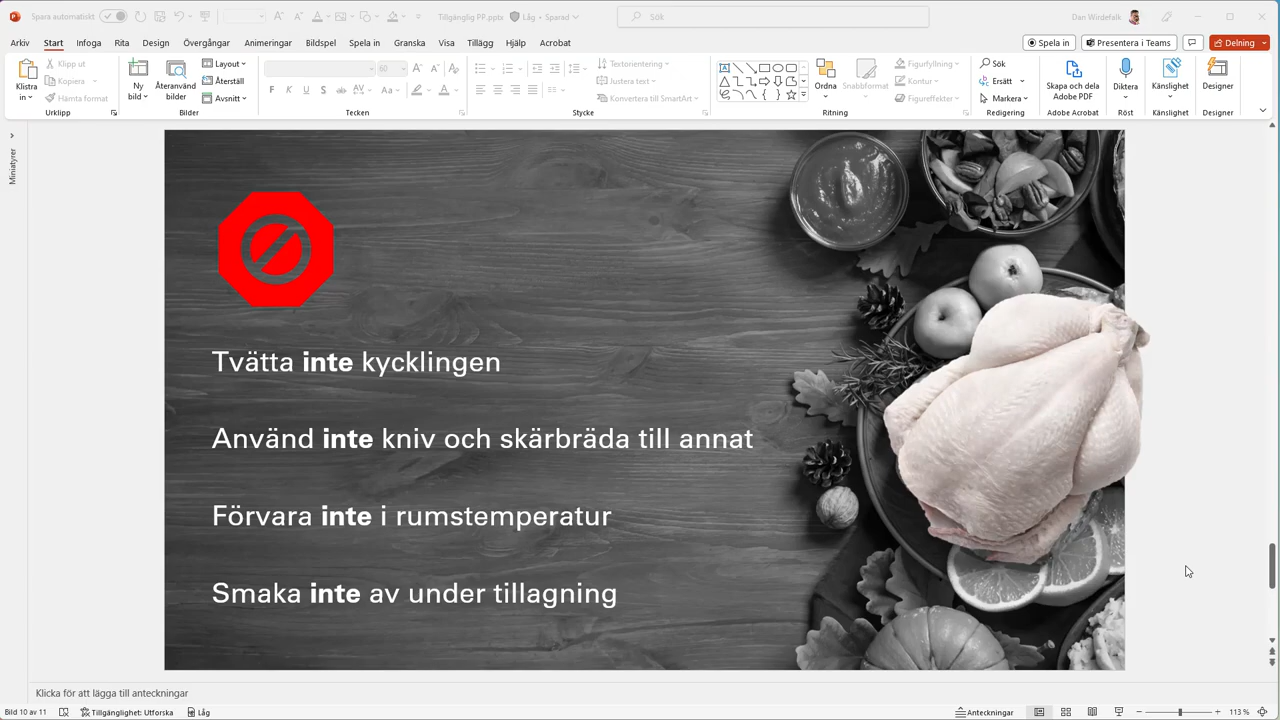 Spara automatiskt
Tillgänglig PP.pptx
Låg • Sparad
Sök
Dan Wirdefalk
Arkiv
Start
Infoga
Rita
Design
Övergångar
Animeringar
Bildspel
Spela in
Granska
Visa
Tillägg
Hjälp
Acrobat
Spela in
Presentera i Teams
Delning
Klistra in
Klipp ut
Kopiera
Hämta format
Urklipp
Ny bild
Återanvänd bilder
Layout
Återställ
Avsnitt
Bilder
60
F K U S ab AV Aa A
Tecken
Textorientering
Justera text
Konvertera till SmartArt
Stycke
Ordna
Snabbformat
Figurfyllning
Kontur
Figureffekter
Ritning
Sök
Ersätt
Markera
Redigering
Skapa och dela Adobe PDF
Adobe Acrobat
Diktera
Röst
Känslighet
Känslighet
Designer
Designer
Miniatyrer
Tvätta inte kycklingen
Använd inte kniv och skärbräda till annat
Förvara inte i rumstemperatur
Smaka inte av under tillagning
Klicka för att lägga till anteckningar
Bild 10 av 11
Tillgänglighet: Utforska
Låg
Anteckningar
113 %